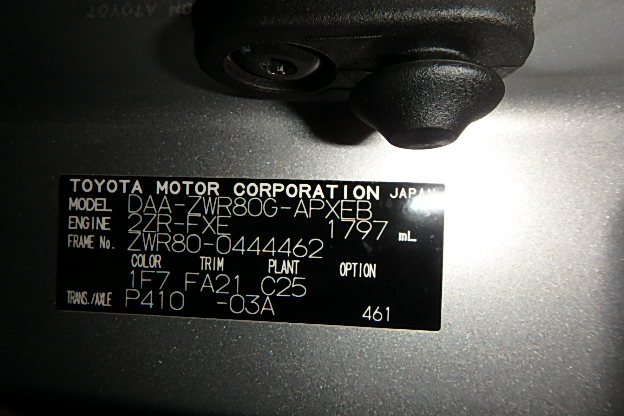 TOYOTA MOTOR CORPORATION JAPAN
MODEL DAA-ZWR80G-APXEB
ENGINE 2ZR-FXE 1797 mL
FRAME No. ZWR80-0444462
COLOR TRIM PLANT OPTION
1F7 FA21 C25
TRANS./AXLE P410 -03A 461